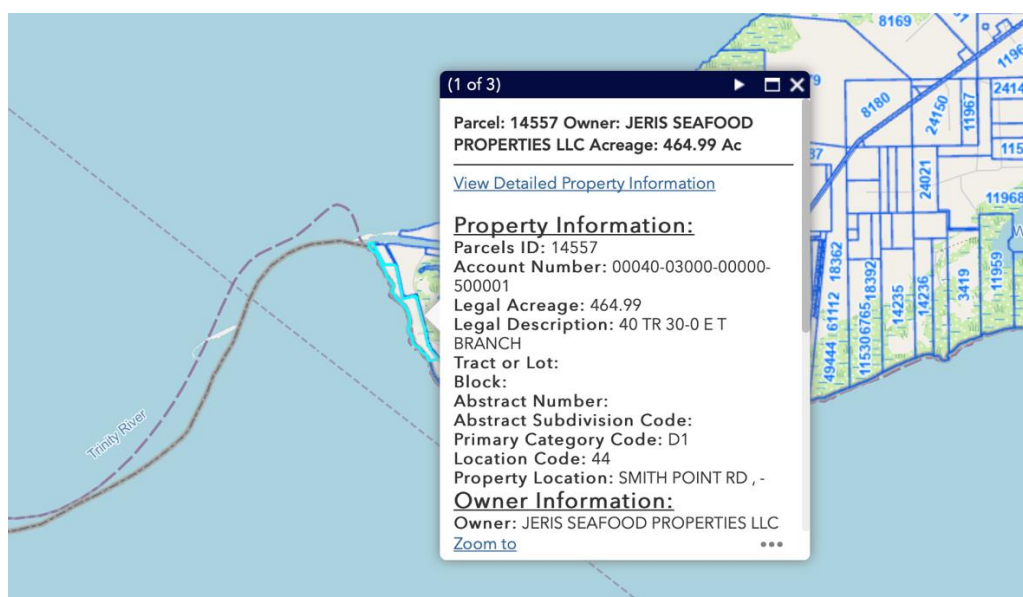 (1 of 3)
Parcel: 14557 Owner: JERIS SEAFOOD
PROPERTIES LLC Acreage: 464.99 Ac
View Detailed Property Information
Property Information:
Parcels ID: 14557
Account Number: 00040-03000-00000-
500001
Legal Acreage: 464.99
Legal Description: 40 TR 30-0 E T
BRANCH
Tract or Lot:
Block:
Abstract Number:
Abstract Subdivision Code:
Primary Category Code: D1
Location Code: 44
Property Location: SMITH POINT RD , -
Owner Information:
Owner: JERIS SEAFOOD PROPERTIES LLC
Zoom to
Trinity River
8169
8180
24150
11967
2414
24021
11968
18362
61112
49444
18392
6765
11530
14235
14236
3419
11959